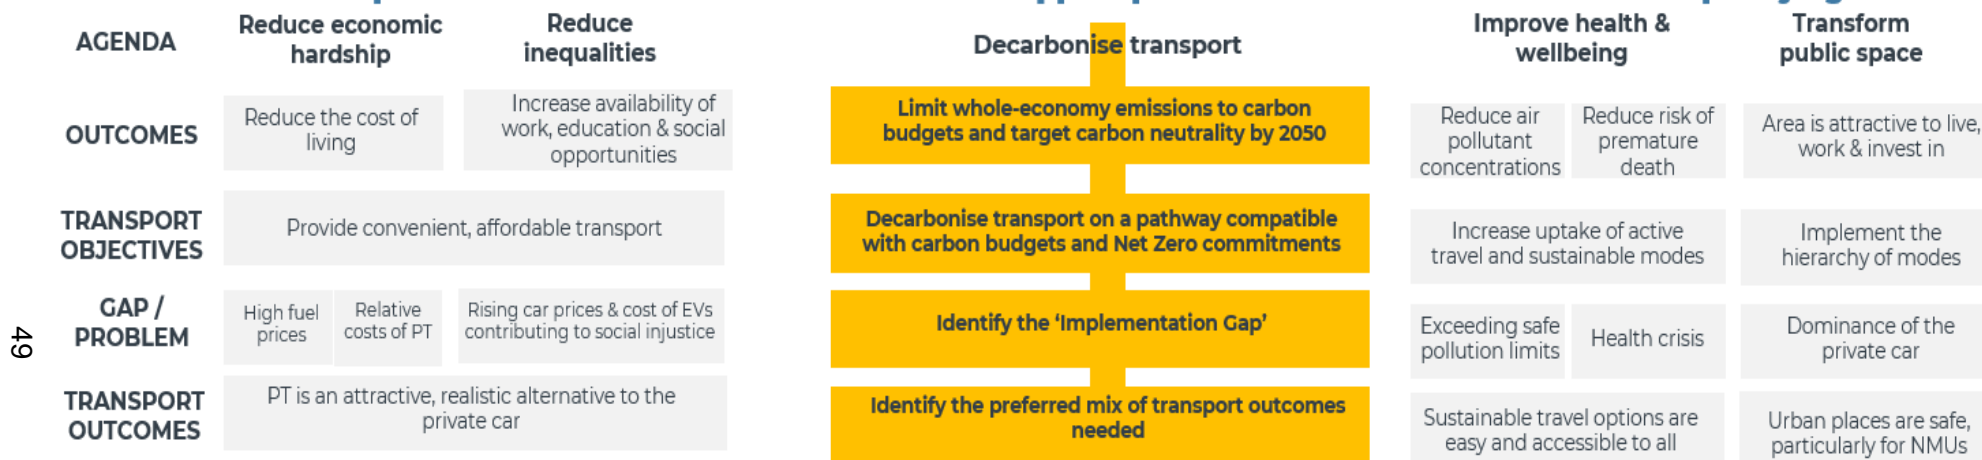 AGENDA
Reduce economic
hardship
Reduce
inequalities
Decarbonise transport
Improve health &
wellbeing
Transform
public space
OUTCOMES
Reduce the cost of
living
Increase availability of
work, education & social
opportunities
Limit whole-economy emissions to carbon
budgets and target carbon neutrality by 2050
Reduce air
pollutant
concentrations
Reduce risk of
premature
death
Area is attractive to live,
work & invest in
TRANSPORT
OBJECTIVES
Provide convenient, affordable transport
Decarbonise transport on a pathway compatible
with carbon budgets and Net Zero commitments
Increase uptake of active
travel and sustainable modes
Implement the
hierarchy of modes
GAP /
PROBLEM
High fuel
prices
Relative
costs of PT
Rising car prices & cost of EVs
contributing to social injustice
Identify the ‘Implementation Gap’
Exceeding safe
pollution limits
Health crisis
Dominance of the
private car
TRANSPORT
OUTCOMES
PT is an attractive, realistic alternative to the
private car
Identify the preferred mix of transport outcomes
needed
Sustainable travel options are
easy and accessible to all
Urban places are safe,
particularly for NMUs
49